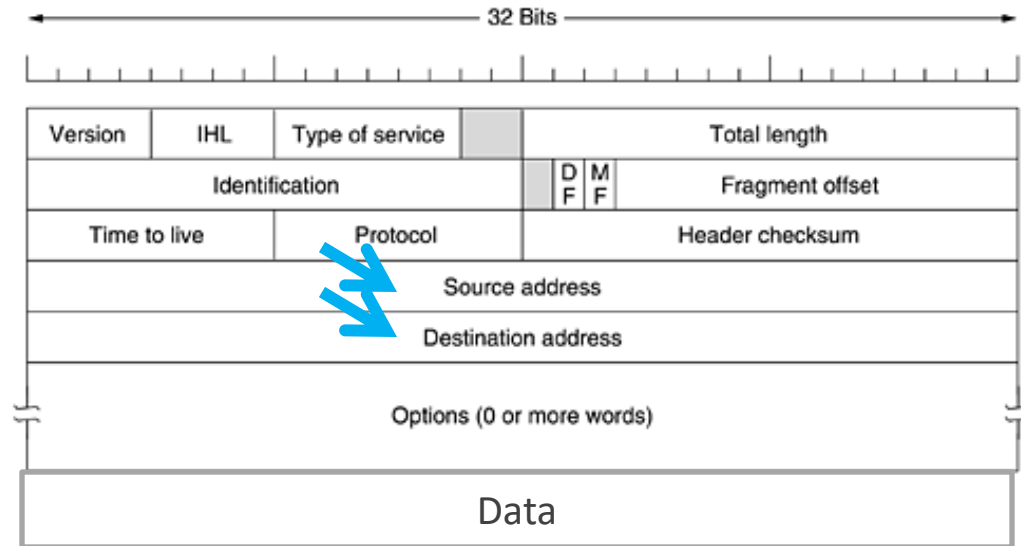 32 Bits
Version IHL Type of service Total length
Identification D F M F Fragment offset
Time to live Protocol Header checksum
Source address
Destination address
Options (0 or more words)
Data